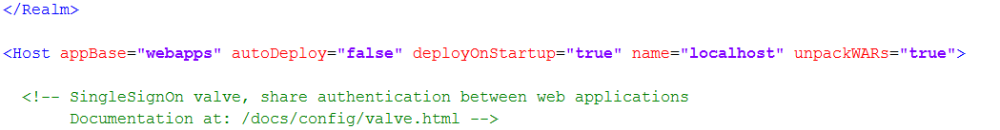 </Realm>
<Host appBase="webapps" autoDeploy="false" deployOnStartup="true" name="localhost" unpackWARs="true">
<!-- SingleSignOn valve, share authentication between web applications
Documentation at: /docs/config/valve.html -->